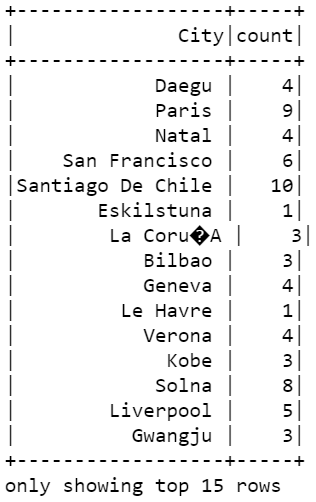 +-----------------+-----+
|             City|count|
+-----------------+-----+
|           Daegu |    4|
|           Paris |    9|
|           Natal |    4|
|   San Francisco |    6|
|Santiago De Chile |   10|
|      Eskilstuna |    1|
|       La Coru�A |    3|
|          Bilbao |    3|
|          Geneva |    4|
|        Le Havre |    1|
|          Verona |    4|
|            Kobe |    3|
|           Solna |    8|
|       Liverpool |    5|
|         Gwangju |    3|
+-----------------+-----+
only showing top 15 rows